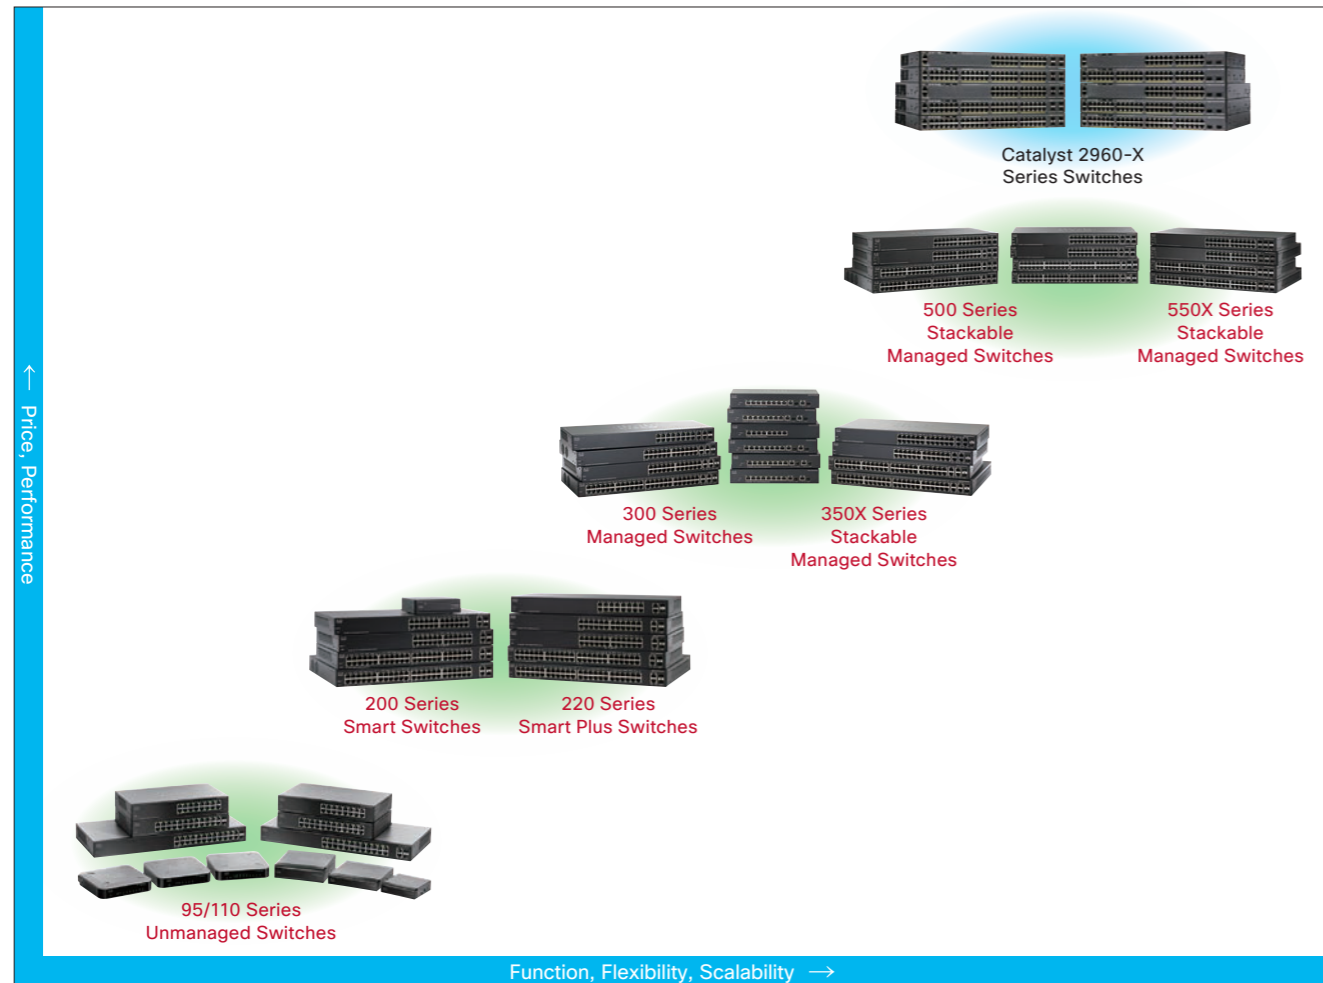 Catalyst 2960-X
Series Switches
500 Series
Stackable
Managed Switches
550X Series
Stackable
Managed Switches
300 Series
Managed Switches
350X Series
Stackable
Managed Switches
200 Series
Smart Switches
220 Series
Smart Plus Switches
95/110 Series
Unmanaged Switches
← Price, Performance
Function, Flexibility, Scalability →